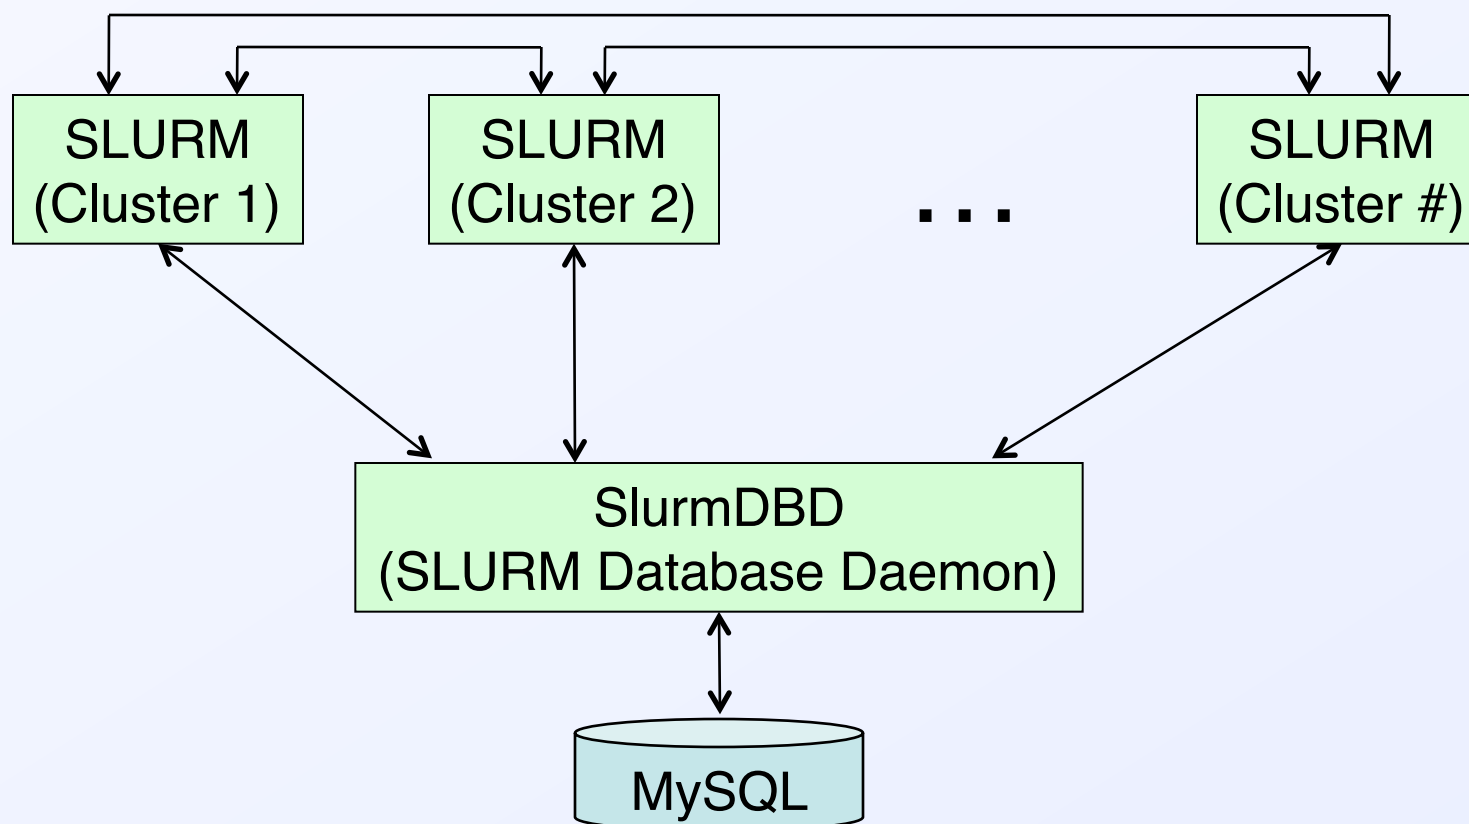 SLURM
(Cluster 1)
SLURM
(Cluster 2)
...
SLURM
(Cluster #)
SlurmDBD
(SLURM Database Daemon)
MySQL